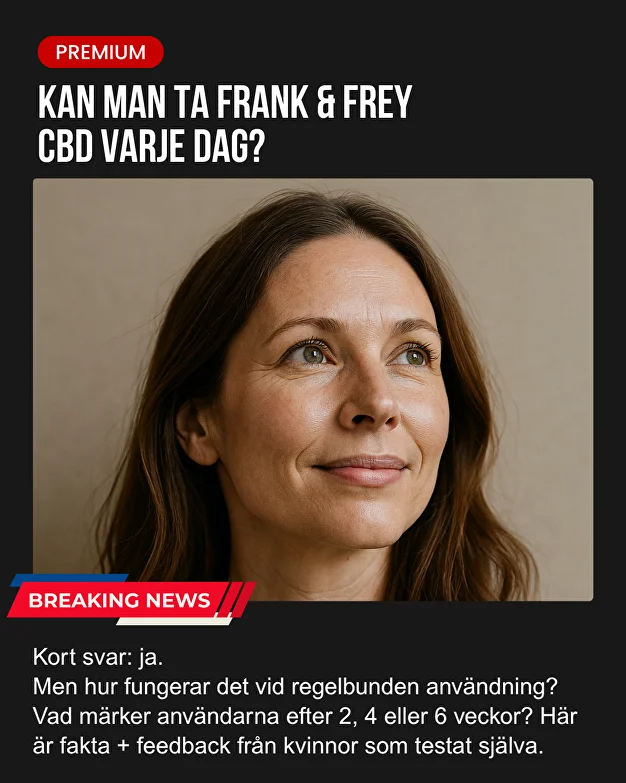 PREMIUM
KAN MAN TA FRANK & FREY
CBD VARJE DAG?
BREAKING NEWS
Kort svar: ja.
Men hur fungerar det vid regelbunden användning?
Vad märker användarna efter 2, 4 eller 6 veckor? Här
är fakta + feedback från kvinnor som testat själva.